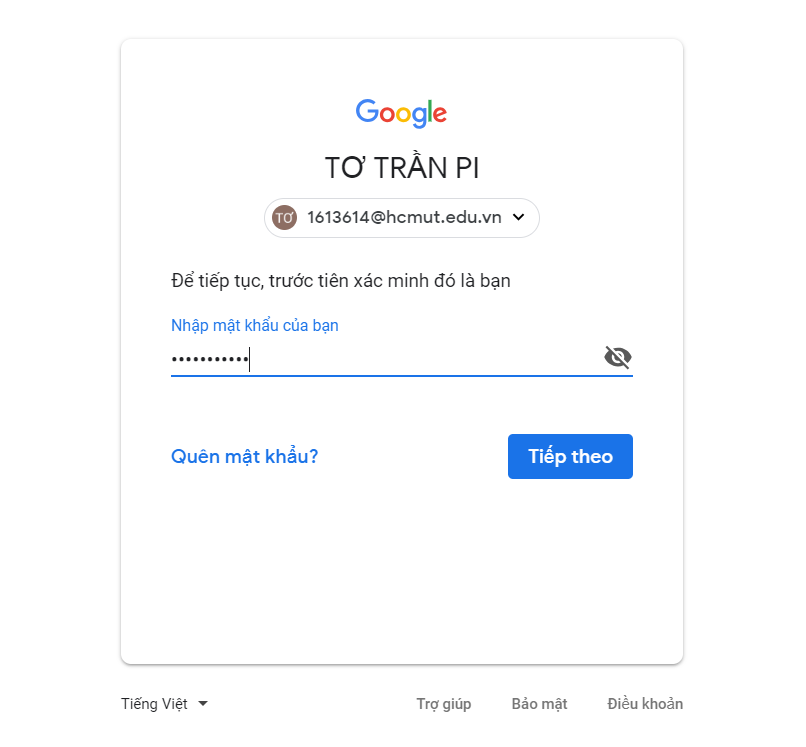 Google
TƠ TRẦN PI
TƠ 1613614@hcmut.edu.vn
Để tiếp tục, trước tiên xác minh đó là bạn
Nhập mật khẩu của bạn
•••••••••••
Quên mật khẩu? Tiếp theo
Tiếng Việt Trợ giúp Bảo mật Điều khoản